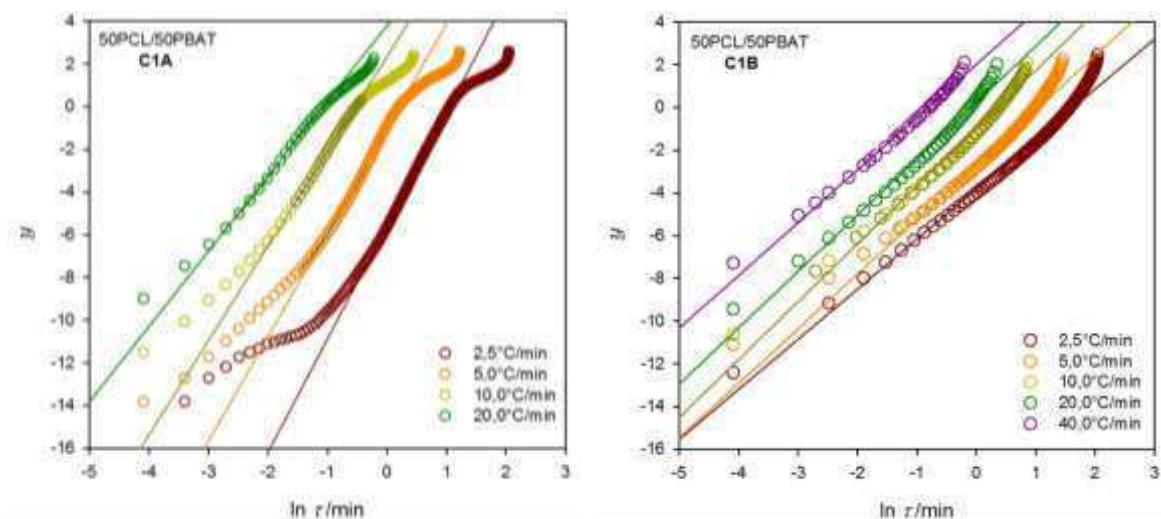 50PCL/50PBAT
C1A
4
2
0
-2
-4
-6
-8
-10
-12
-14
-16
y
-5 -4 -3 -2 -1 0 1 2 3
ln τ/min
2,5°C/min
5,0°C/min
10,0°C/min
20,0°C/min
50PCL/50PBAT
C1B
4
2
0
-2
-4
-6
-8
-10
-12
-14
-16
y
-5 -4 -3 -2 -1 0 1 2 3
ln τ/min
2,5°C/min
5,0°C/min
10,0°C/min
20,0°C/min
40,0°C/min